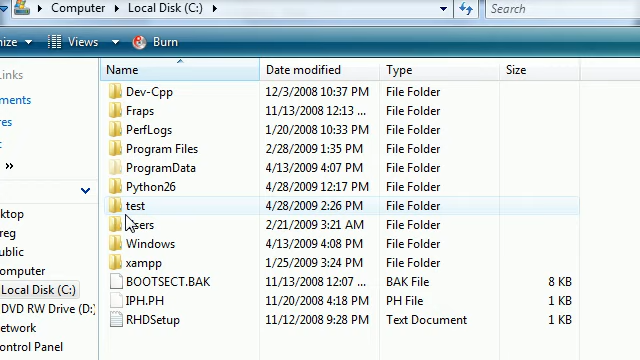 Computer Local Disk (C:) Search
nize Views Burn
Name Date modified Type Size
Links
Dev-Cpp 12/3/2008 10:37 PM File Folder
ments Fraps 11/13/2008 12:13 ... File Folder
res PerfLogs 1/20/2008 10:33 PM File Folder
Program Files 2/28/2009 1:35 PM File Folder
» ProgramData 4/13/2009 4:07 PM File Folder
Python26 4/28/2009 12:17 PM File Folder
ktop test 4/28/2009 2:26 PM File Folder
reg sers 2/21/2009 3:21 AM File Folder
ublic Windows 4/13/2009 4:08 PM File Folder
omputer xampp 1/25/2009 3:24 PM File Folder
Local Disk (C:) BOOTSECT.BAK 11/13/2008 12:07 ... BAK File 8 KB
DVD RW Drive (D:) IPH.PH 11/20/2008 4:18 PM PH File 1 KB
etwork RHDSetup 11/12/2008 9:28 PM Text Document 1 KB
ontrol Panel